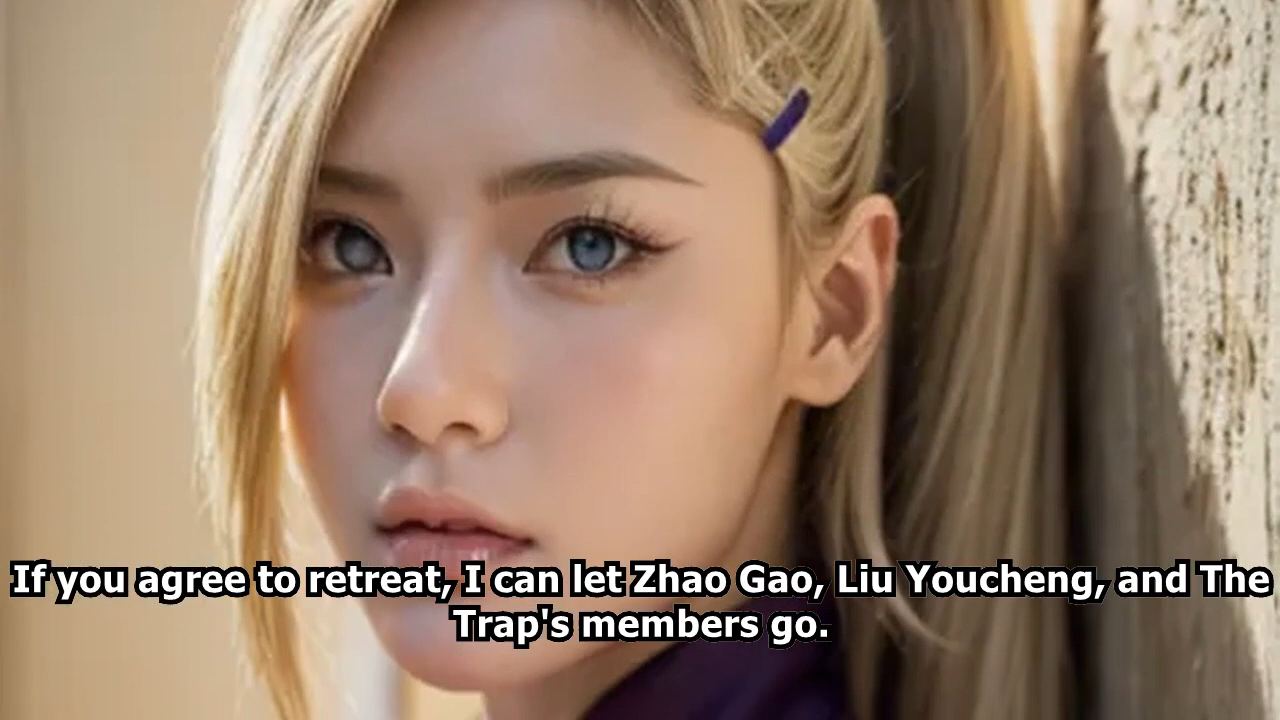 If you agree to retreat, I can let Zhao Gao, Liu Youcheng, and The
Trap's members go.